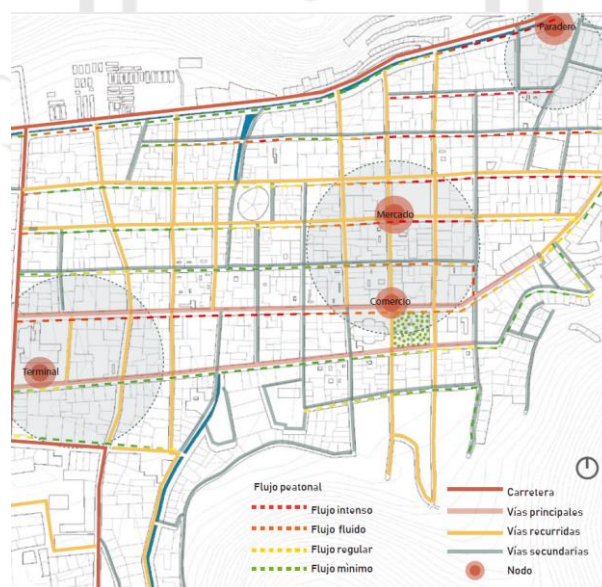 Paradero
Mercado
Comercio
Terminal
Flujo peatonal
Flujo intenso
Flujo fluido
Flujo regular
Flujo mìnimo
Carretera
Vías principales
Vías recurridas
Vías secundarias
Nodo